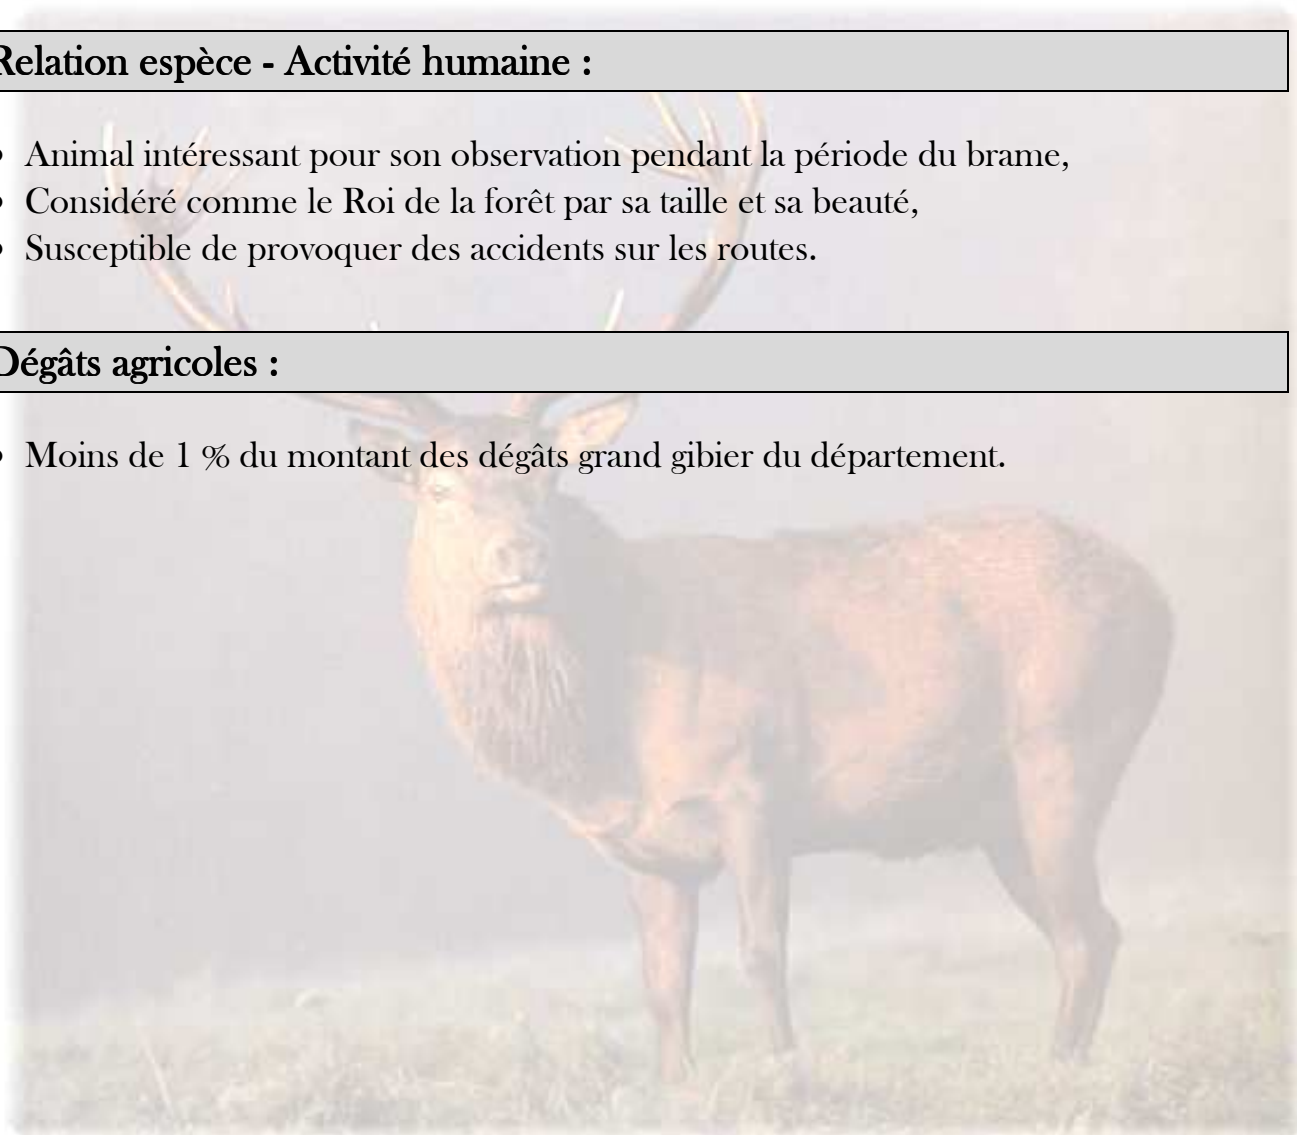 Relation espèce - Activité humaine :
• Animal intéressant pour son observation pendant la période du brame,
• Considéré comme le Roi de la forêt par sa taille et sa beauté,
• Susceptible de provoquer des accidents sur les routes.
Dégâts agricoles :
• Moins de 1 % du montant des dégâts grand gibier du département.